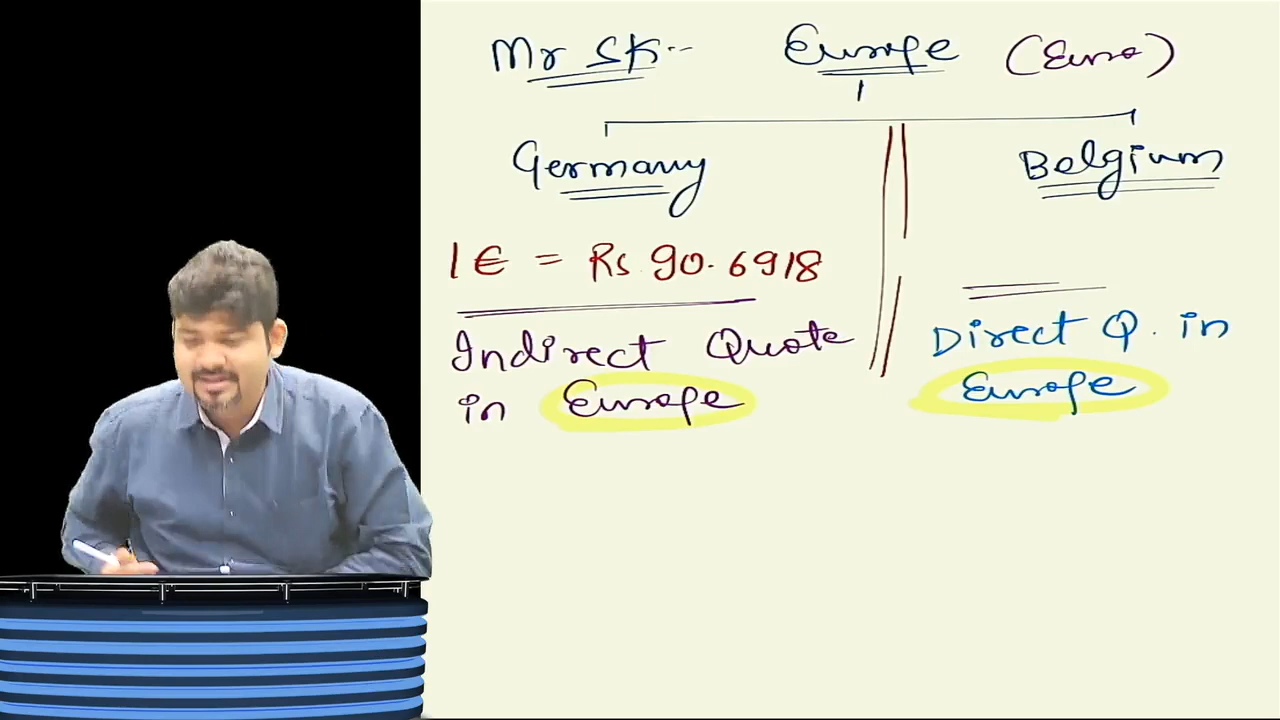 Mr SK-- Europe (Euro)
Germany
Belgium
1€ = Rs. 90.6918
Indirect Quote
in Europe
Direct Q. in
Europe